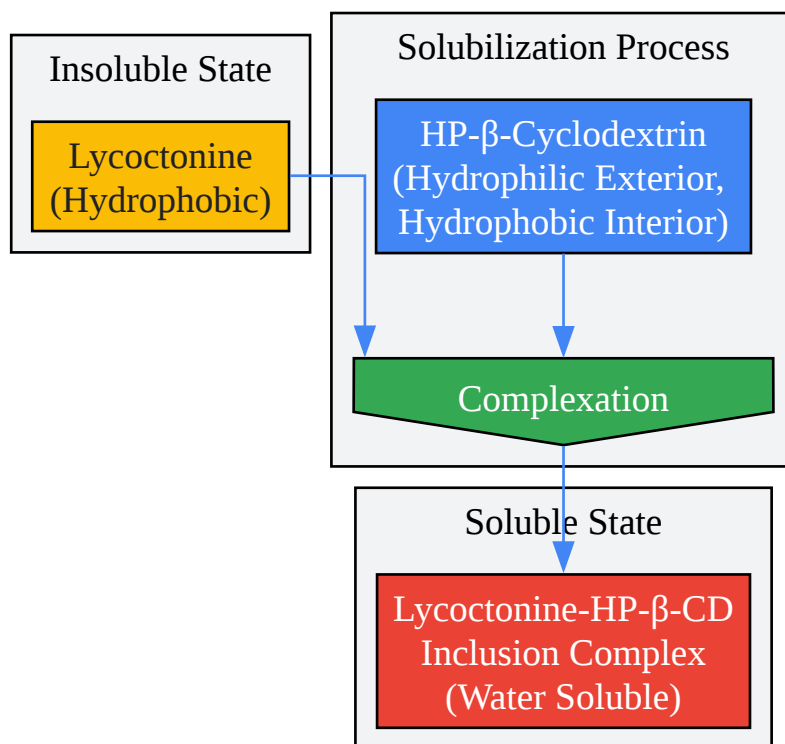 Insoluble State
Lycoctonine
(Hydrophobic)
Solubilization Process
HP-β-Cyclodextrin
(Hydrophilic Exterior,
Hydrophobic Interior)
Complexation
Soluble State
Lycoctonine-HP-β-CD
Inclusion Complex
(Water Soluble)